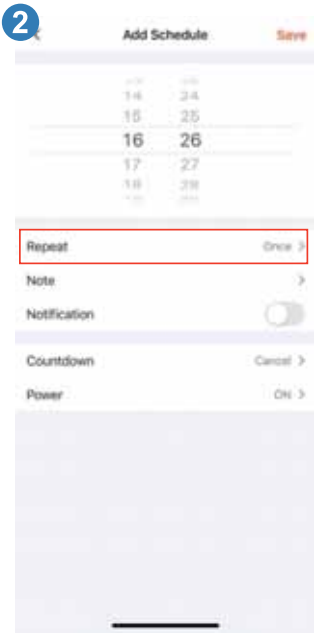 2
Add Schedule Save
14 24
15 25
16 26
17 27
18 28
Repeat Once >
Note >
Notification
Countdown Cancel >
Power ON >